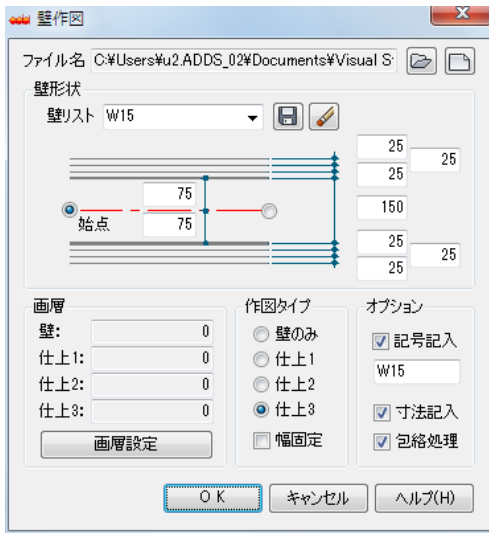 add 壁作図
ファイル名 C:¥Users¥u2.ADDS_02¥Documents¥Visual S
壁形状
壁リスト W15
25
25
25
75
150
始点
75
25
25
25
画層
壁: 0
仕上1: 0
仕上2: 0
仕上3: 0
画層設定
作図タイプ
壁のみ
仕上1
仕上2
仕上3
幅固定
オプション
記号記入
W15
寸法記入
包絡処理
OK
キャンセル
ヘルプ(H)